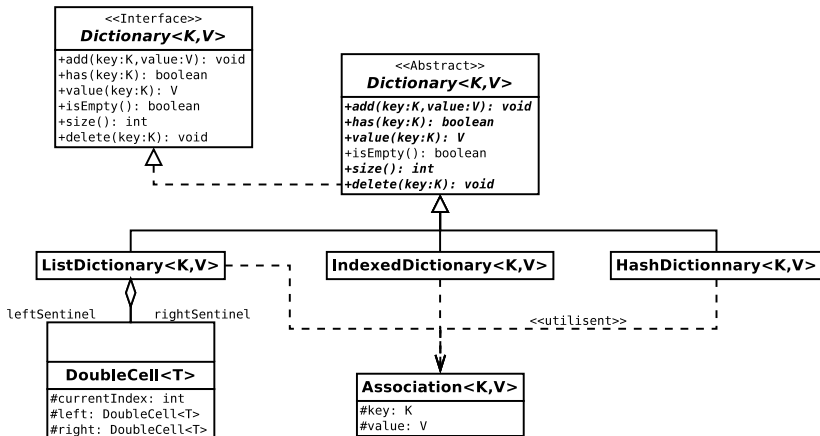 <<Interface>>
Dictionary<K,V>
+add(key:K,value:V): void
+has(key:K): boolean
+value(key:K): V
+isEmpty(): boolean
+size(): int
+delete(key:K): void
<<Abstract>>
Dictionary<K,V>
+add(key:K,value:V): void
+has(key:K): boolean
+value(key:K): V
+isEmpty(): boolean
+size(): int
+delete(key:K): void
ListDictionary<K,V>
IndexedDictionary<K,V>
HashDictionnary<K,V>
leftSentinel
rightSentinel
<<utilisent>>
DoubleCell<T>
#currentIndex: int
#left: DoubleCell<T>
#right: DoubleCell<T>
Association<K,V>
#key: K
#value: V